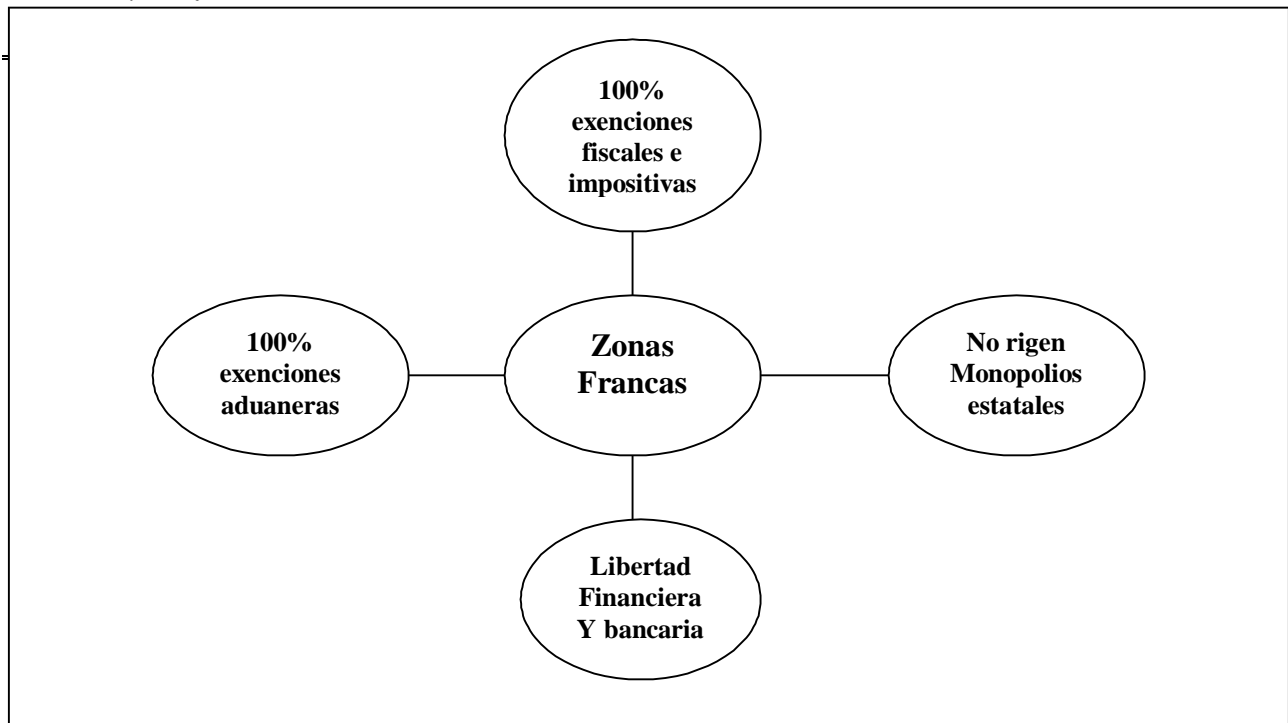 100%
exenciones
fiscales e
impositivas
100%
exenciones
aduaneras
Zonas
Francas
No rigen
Monopolios
estatales
Libertad
Financiera
Y bancaria